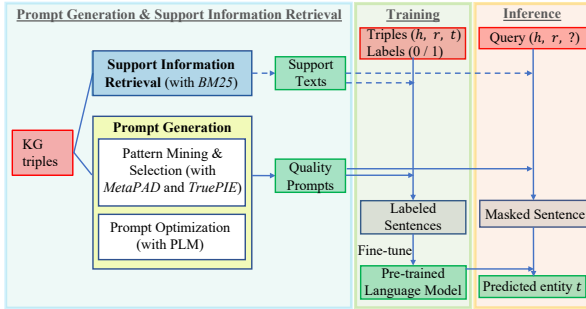 Prompt Generation & Support Information Retrieval
Training
Inference
Triples (h, r, t)
Labels (0 / 1)
Query (h, r, ?)
Support Information
Retrieval (with BM25)
Support
Texts
KG
triples
Prompt Generation
Pattern Mining &
Selection (with
MetaPAD and TruePIE)
Prompt Optimization
(with PLM)
Quality
Prompts
Labeled
Sentences
Masked Sentence
Fine-tune
Pre-trained
Language Model
Predicted entity t